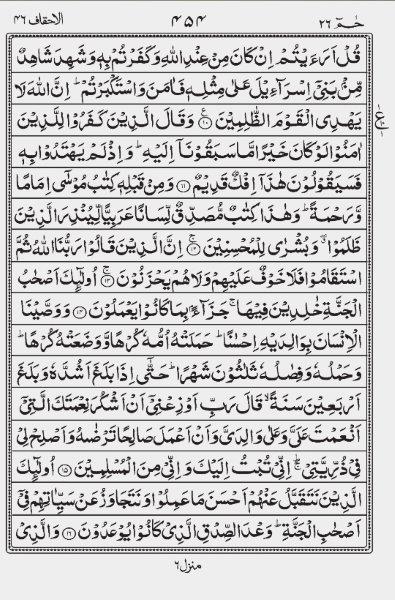 حٰمٓ ٢٦ ٤٥٤ الاحقاف ٤٦
قُلْ اَرَءَيْتُمْ اِنْ كَانَ مِنْ عِنْدِ اللّٰهِ وَكَفَرْتُمْ بِهٖ وَشَهِدَ شَاهِدٌ
مِّنْۢ بَنِىْٓ اِسْرَآءِيْلَ عَلٰى مِثْلِهٖ فَاٰمَنَ وَاسْتَكْبَرْتُمْ ؕ اِنَّ اللّٰهَ لَا
يَهْدِى الْقَوْمَ الظّٰلِمِيْنَ ﴿١٠﴾ وَقَالَ الَّذِيْنَ كَفَرُوْا لِلَّذِيْنَ
اٰمَنُوْا لَوْ كَانَ خَيْرًا مَّا سَبَقُوْنَاۤ اِلَيْهِ ؕ وَاِذْ لَمْ يَهْتَدُوْا بِهٖ
فَسَيَقُوْلُوْنَ هٰذَاۤ اِفْكٌ قَدِيْمٌ ﴿١١﴾ وَمِنْ قَبْلِهٖ كِتٰبُ مُوْسٰٓى اِمَامًا
وَّرَحْمَةً ؕ وَهٰذَا كِتٰبٌ مُّصَدِّقٌ لِّسَانًا عَرَبِيًّا لِّيُنْذِرَ الَّذِيْنَ
ظَلَمُوْا ۖ وَبُشْرٰى لِلْمُحْسِنِيْنَ ﴿١٢﴾ اِنَّ الَّذِيْنَ قَالُوْا رَبُّنَا اللّٰهُ ثُمَّ
اسْتَقَامُوْا فَلَا خَوْفٌ عَلَيْهِمْ وَلَا هُمْ يَحْزَنُوْنَ ﴿١٣﴾ اُولٰٓئِكَ اَصْحٰبُ
الْجَنَّةِ خٰلِدِيْنَ فِيْهَا ۚ جَزَآءًۢ بِمَا كَانُوْا يَعْمَلُوْنَ ﴿١٤﴾ وَوَصَّيْنَا
الْاِنْسَانَ بِوَالِدَيْهِ اِحْسٰنًا ؕ حَمَلَتْهُ اُمُّهٗ كُرْهًا وَّوَضَعَتْهُ كُرْهًا ؕ
وَحَمْلُهٗ وَفِصٰلُهٗ ثَلٰثُوْنَ شَهْرًا ؕ حَتّٰٓى اِذَا بَلَغَ اَشُدَّهٗ وَبَلَغَ
اَرْبَعِيْنَ سَنَةً ۙ قَالَ رَبِّ اَوْزِعْنِىْۤ اَنْ اَشْكُرَ نِعْمَتَكَ الَّتِىْۤ
اَنْعَمْتَ عَلَىَّ وَعَلٰى وَالِدَىَّ وَاَنْ اَعْمَلَ صَالِحًا تَرْضٰهُ وَاَصْلِحْ لِىْ
فِىْ ذُرِّيَّتِىْ ۚ اِنِّىْ تُبْتُ اِلَيْكَ وَاِنِّىْ مِنَ الْمُسْلِمِيْنَ ﴿١٥﴾ اُولٰٓئِكَ
الَّذِيْنَ نَتَقَبَّلُ عَنْهُمْ اَحْسَنَ مَا عَمِلُوْا وَنَتَجَاوَزُ عَنْ سَيِّاٰتِهِمْ فِىْۤ
اَصْحٰبِ الْجَنَّةِ ؕ وَعْدَ الصِّدْقِ الَّذِىْ كَانُوْا يُوْعَدُوْنَ ﴿١٦﴾ وَالَّذِىْ
منزل ٦